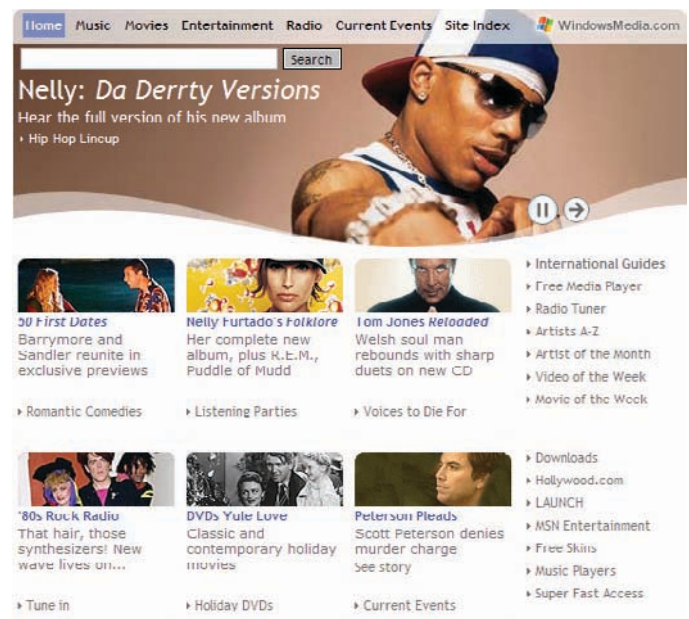 Home Music Movies Entertainment Radio Current Events Site Index WindowsMedia.com
Search
Nelly: Da Derrty Versions
Hear the full version of his new album
Hip Hop Lineup
50 First Dates
Barrymore and
Sandler reunite in
exclusive previews
Romantic Comedies
Nelly Furtado's Folklore
Her complete new
album, plus R.E.M.,
Puddle of Mudd
Listening Parties
Tom Jones Reloaded
Welsh soul man
rebounds with sharp
duets on new CD
Voices to Die For
International Guides
Free Media Player
Radio Tuner
Artists A-Z
Artist of the Month
Video of the Week
Movie of the Week
'80s Rock Radio
That hair, those
synthesizers! New
wave lives on...
Tune in
DVDs Yule Love
Classic and
contemporary holiday
movies
Holiday DVDs
Peterson Pleads
Scott Peterson denies
murder charge
See story
Current Events
Downloads
Hollywood.com
LAUNCH
MSN Entertainment
Free Skins
Music Players
Super Fast Access